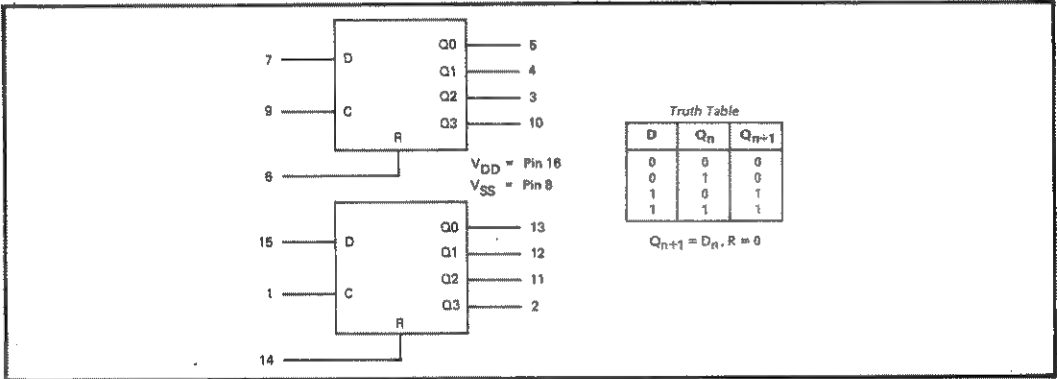 7 D Q0 5
Q1 4
9 C Q2 3
Q3 10
R
6
V_DD = Pin 16
V_SS = Pin 8
15 D Q0 13
Q1 12
1 C Q2 11
Q3 2
R
14
Truth Table
D Qn Qn+1
0 0 0
0 1 0
1 0 1
1 1 1
Qn+1 = Dn, R = 0